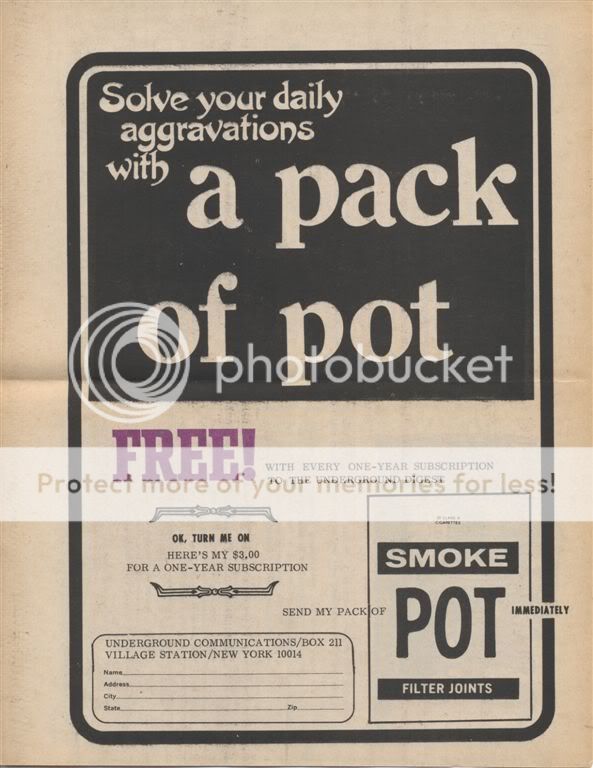 Solve your daily
aggravations
with
a pack
of pot
photobucket
FREE!
WITH EVERY ONE-YEAR SUBSCRIPTION
TO THE UNDERGROUND DIGEST
Protect more of your memories for less!
OK, TURN ME ON
HERE'S MY $3,00
FOR A ONE-YEAR SUBSCRIPTION
SEND MY PACK OF
CIGARETTES
SMOKE
POT
FILTER JOINTS
IMMEDIATELY
UNDERGROUND COMMUNICATIONS/BOX 211
VILLAGE STATION/NEW YORK 10014
Name
Address
City
State Zip